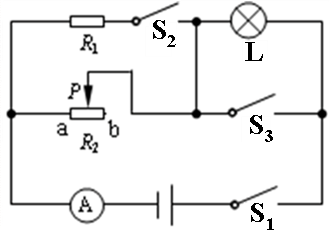 R₁ S₂ L
P
a b S₃
R₂
A S₁